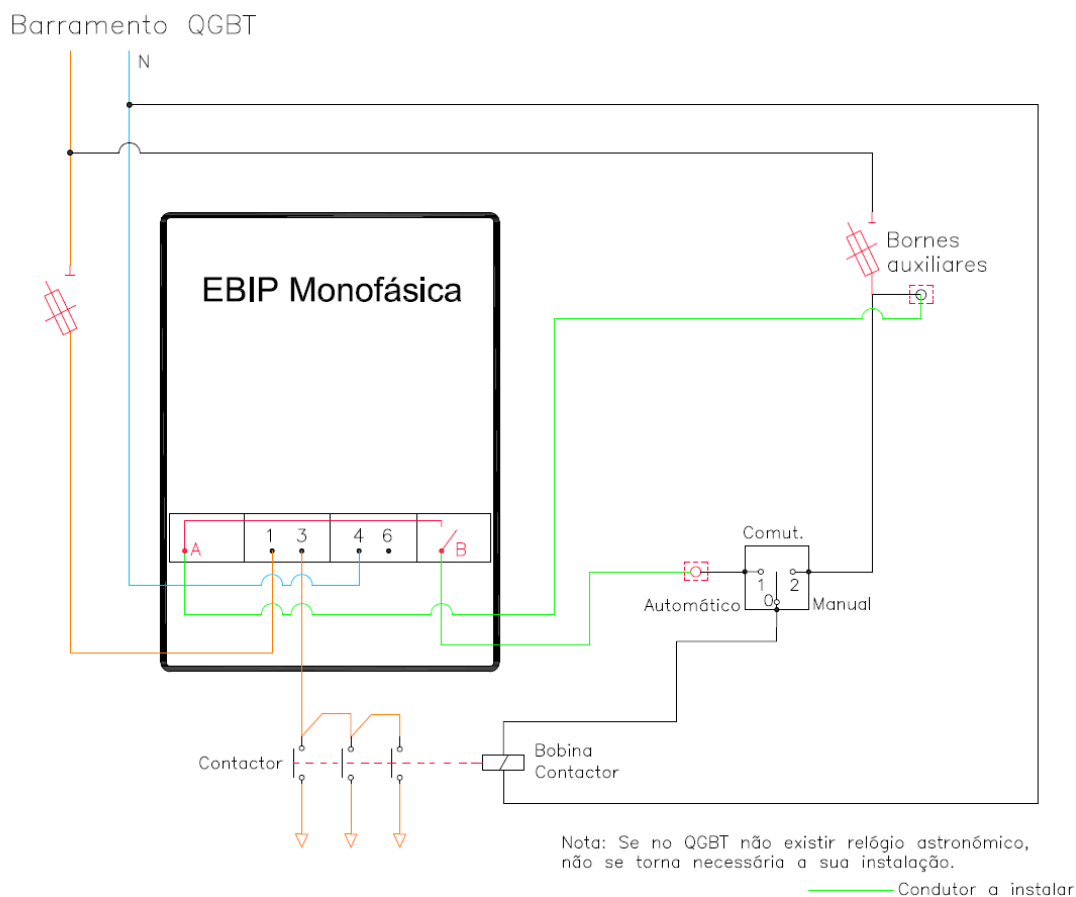 Barramento QGBT
N
EBIP Monofásica
Bornes
auxiliares
A
1 3
4 6
B
Comut.
1
2
0
Automático
Manual
Contactor
Bobina
Contactor
Nota: Se no QGBT não existir relógio astronómico,
não se torna necessória a sua instalação.
Condutor a instalar